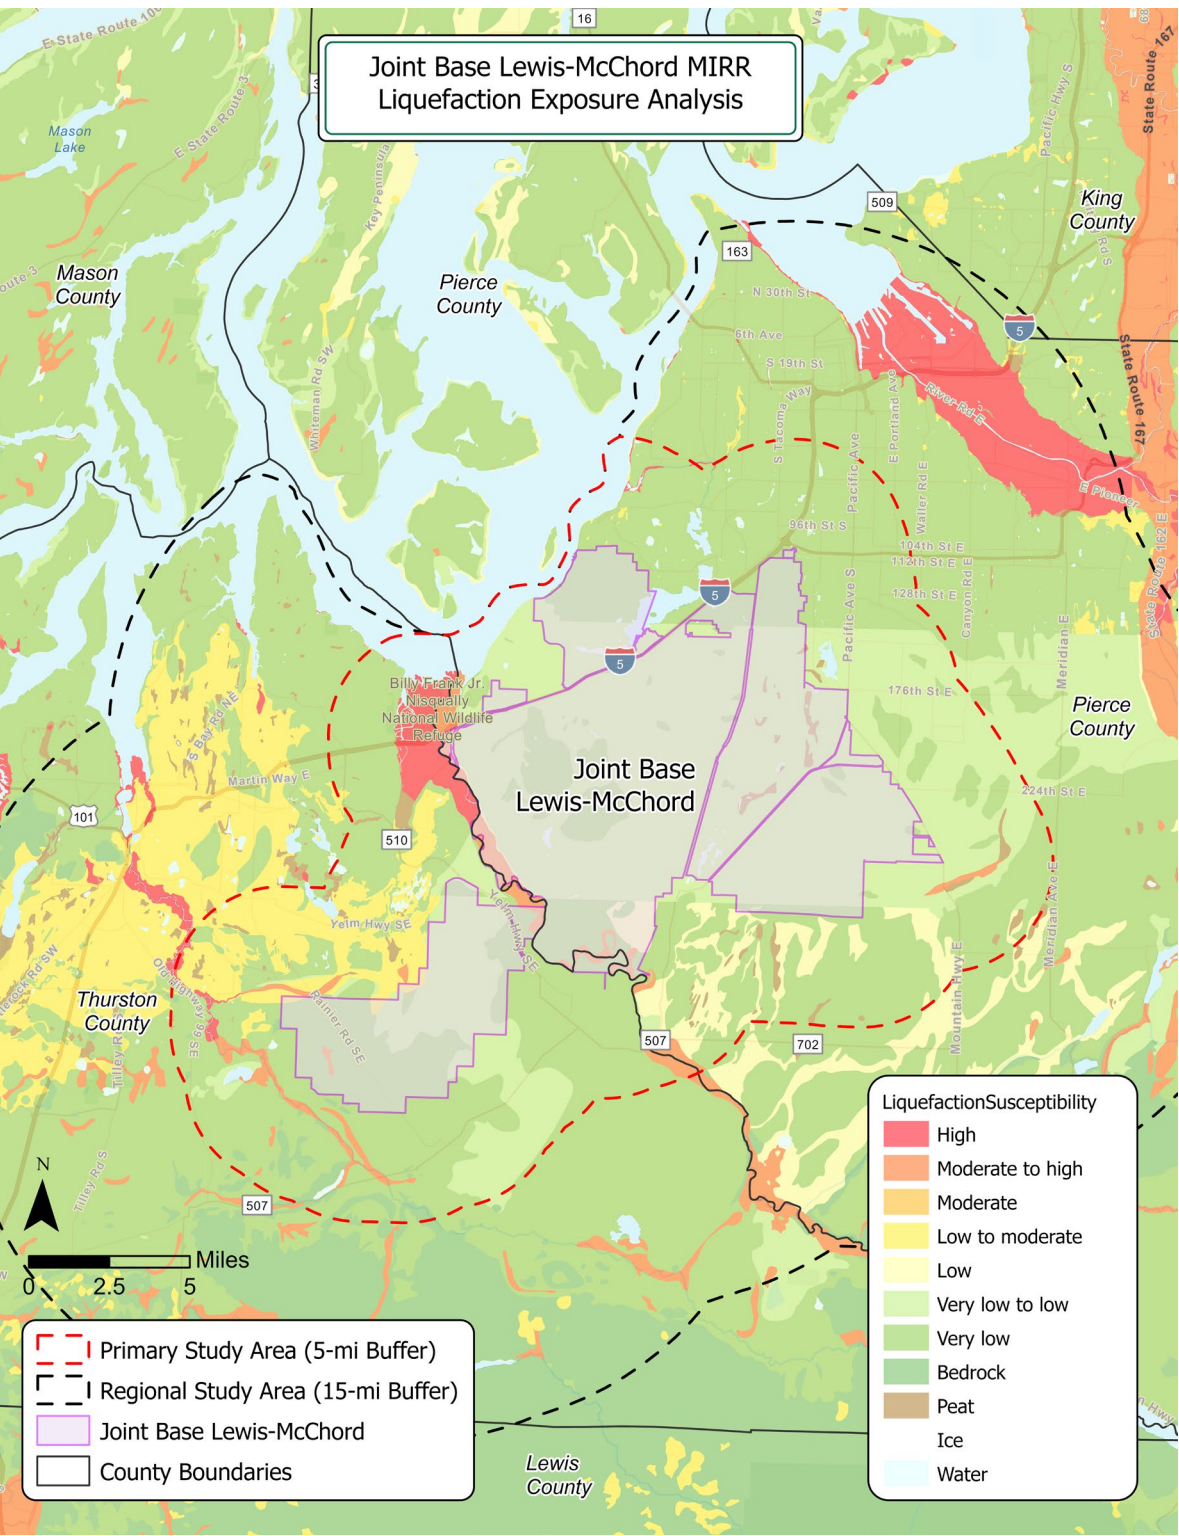 16
E State Route 106
Joint Base Lewis-McChord MIRR
Liquefaction Exposure Analysis
State Route 167
Pacific Hwy S
E State Route 3
Mason
Lake
Key Peninsula
509
King
County
163
Mason
County
Pierce
County
N 30th St
6th Ave
5
S 19th St
State Route 167
Whiteman Rd SW
River Rd E
S Tacoma Way
E Portland Ave
Pacific Ave
Waller Rd E
E Pioneer
96th St S
104th St E
112th St E
128th St E
Canyon Rd E
State Route 162 E
5
Pacific Ave S
Meridian E
5
Billy Frank Jr.
Nisqually
National Wildlife
Refuge
176th St E
Pierce
County
S Bay Rd NE
Martin Way E
Joint Base
Lewis-McChord
224th St E
101
510
Yelm Hwy SE
Yelm Hwy SE
Meridian Ave E
Mountain Hwy E
Old Highway 99 SE
Thurston
County
Rainier Rd SE
507
702
Tilley Rd S
507
N
Miles
0 2.5 5
LiquefactionSusceptibility
High
Moderate to high
Moderate
Low to moderate
Low
Very low to low
Very low
Bedrock
Peat
Ice
Water
Primary Study Area (5-mi Buffer)
Regional Study Area (15-mi Buffer)
Joint Base Lewis-McChord
County Boundaries
Lewis
County